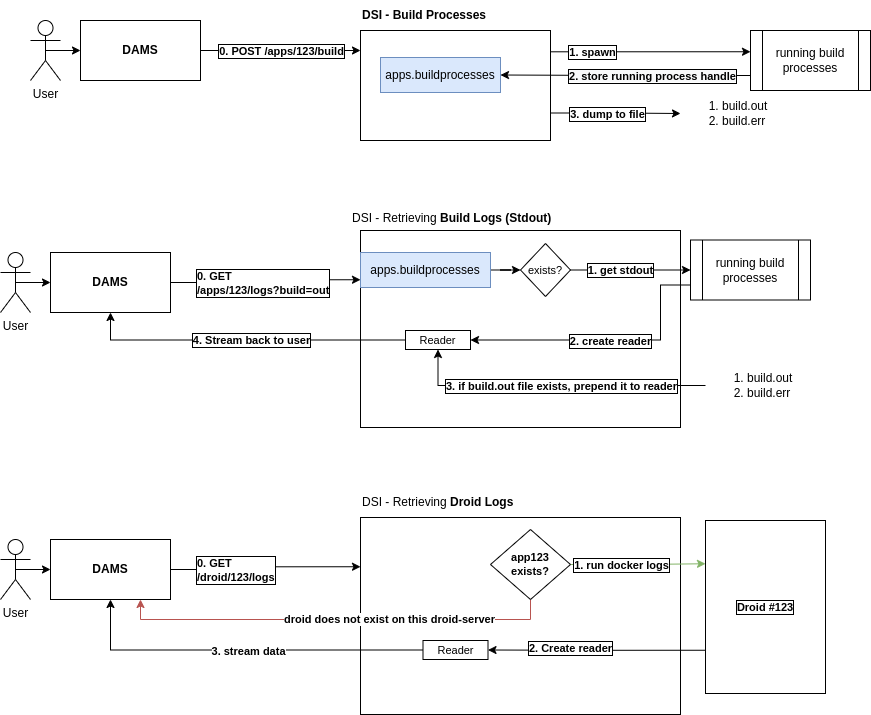 DSI - Build Processes
User
DAMS
0. POST /apps/123/build
apps.buildprocesses
1. spawn
2. store running process handle
3. dump to file
running build
processes
1. build.out
2. build.err
DSI - Retrieving Build Logs (Stdout)
User
DAMS
0. GET
/apps/123/logs?build=out
apps.buildprocesses
exists?
1. get stdout
running build
processes
4. Stream back to user
Reader
2. create reader
3. if build.out file exists, prepend it to reader
1. build.out
2. build.err
DSI - Retrieving Droid Logs
User
DAMS
0. GET
/droid/123/logs
app123
exists?
1. run docker logs
Droid #123
droid does not exist on this droid-server
3. stream data
Reader
2. Create reader